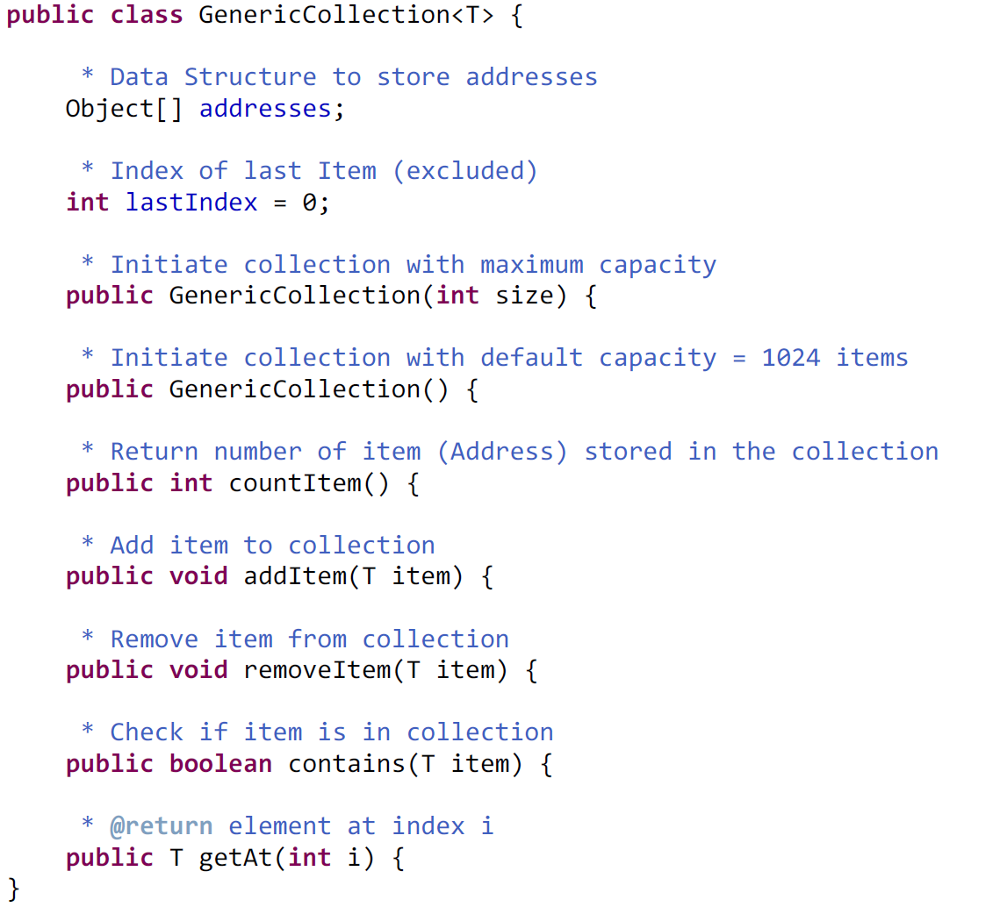 public class GenericCollection<T> {
* Data Structure to store addresses
Object[] addresses;
* Index of last Item (excluded)
int lastIndex = 0;
* Initiate collection with maximum capacity
public GenericCollection(int size) {
* Initiate collection with default capacity = 1024 items
public GenericCollection() {
* Return number of item (Address) stored in the collection
public int countItem() {
* Add item to collection
public void addItem(T item) {
* Remove item from collection
public void removeItem(T item) {
* Check if item is in collection
public boolean contains(T item) {
* @return element at index i
public T getAt(int i) {
}